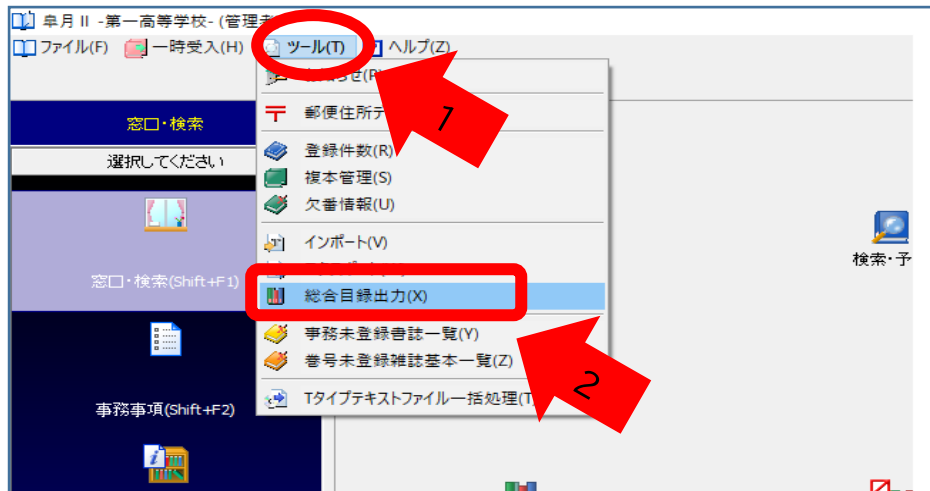 皐月Ⅱ -第一高等学校- (管理者
ファイル(F) 一時受入(H) ツール(T) ヘルプ(Z)
窓口・検索
選択してください
窓口・検索(Shift+F1)
事務事項(Shift+F2)
郵便住所デ
登録件数(R)
複本管理(S)
欠番情報(U)
インポート(V)
総合目録出力(X)
事務未登録書誌一覧(Y)
巻号未登録雑誌基本一覧(Z)
Tタイプテキストファイル一括処理(T
検索・予
1
2